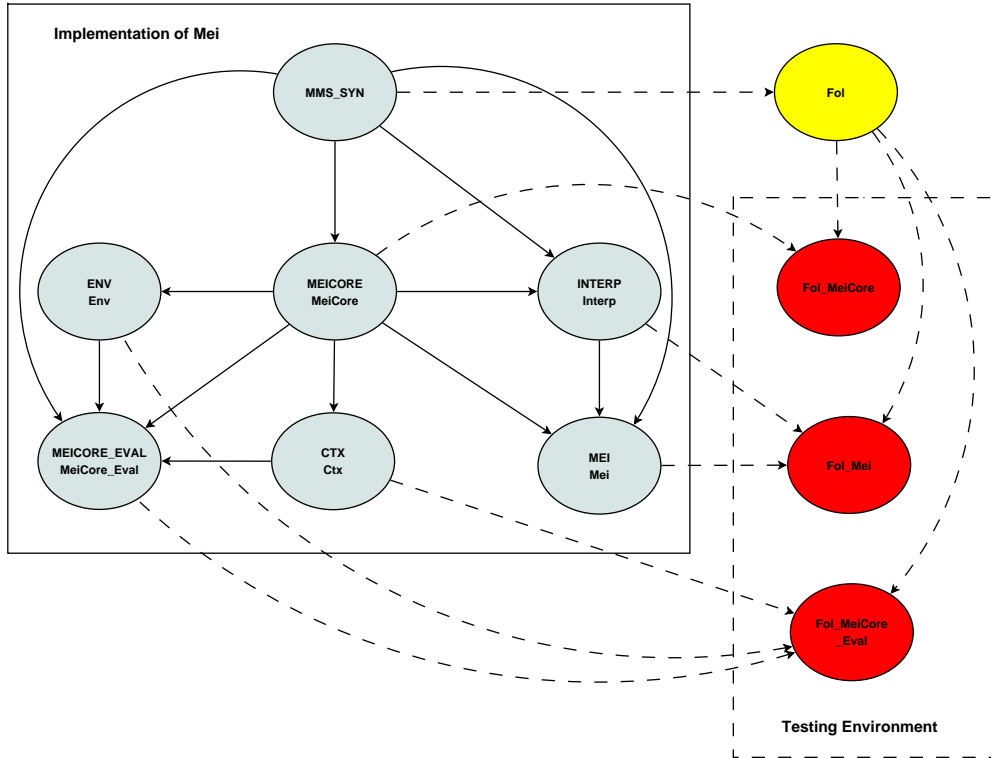 Implementation of Mei
MMS_SYN
Fol
ENV
Env
MEICORE
MeiCore
INTERP
Interp
Fol_MeiCore
MEICORE_EVAL
MeiCore_Eval
CTX
Ctx
MEI
Mei
Fol_Mei
Fol_MeiCore
_Eval
Testing Environment